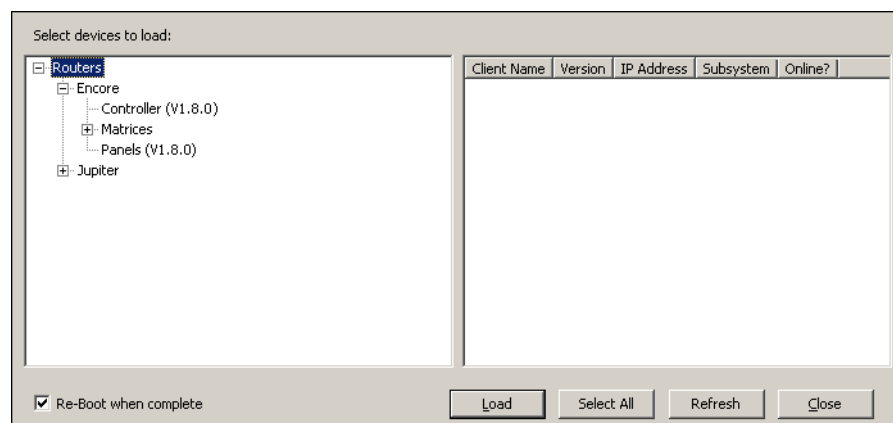 Select devices to load:
Routers
Encore
Controller (V1.8.0)
Matrices
Panels (V1.8.0)
Jupiter
Client Name Version IP Address Subsystem Online?
Re-Boot when complete
Load Select All Refresh Close